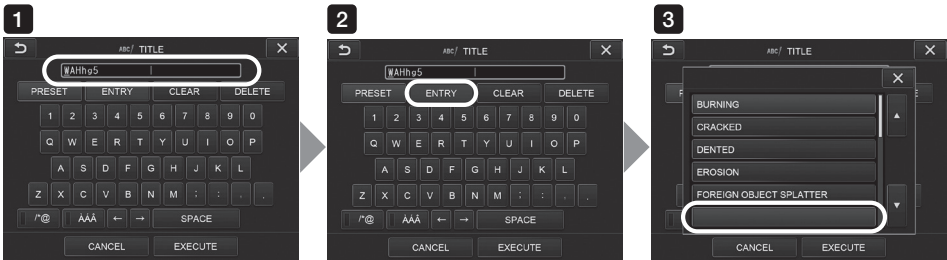 1
ABC/ TITLE
WAHhg5
PRESET ENTRY CLEAR DELETE
1 2 3 4 5 6 7 8 9 0
Q W E R T Y U I O P
A S D F G H J K L
Z X C V B N M ; : . ,
/*@ ÀÁÂ ← → SPACE
CANCEL EXECUTE
2
ABC/ TITLE
WAHhg5
PRESET ENTRY CLEAR DELETE
1 2 3 4 5 6 7 8 9 0
Q W E R T Y U I O P
A S D F G H J K L
Z X C V B N M ; : . ,
/*@ ÀÁÂ ← → SPACE
CANCEL EXECUTE
3
ABC/ TITLE
BURNING
CRACKED
DENTED
EROSION
FOREIGN OBJECT SPLATTER
CANCEL EXECUTE